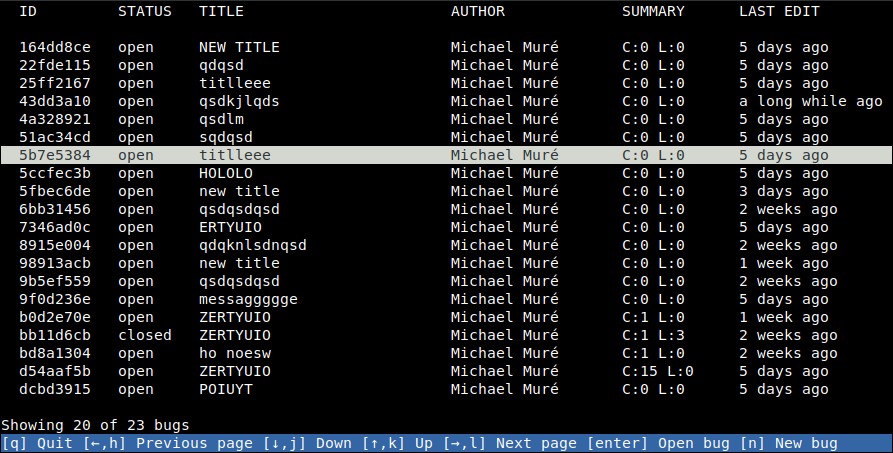 ID STATUS TITLE AUTHOR SUMMARY LAST EDIT
164dd8ce open NEW TITLE Michael Muré C:0 L:0 5 days ago
22fde115 open qdqsd Michael Muré C:0 L:0 5 days ago
25ff2167 open titlleee Michael Muré C:0 L:0 5 days ago
43dd3a10 open qsdkjlqds Michael Muré C:0 L:0 a long while ago
4a328921 open qsdlm Michael Muré C:0 L:0 5 days ago
51ac34cd open sqdqsd Michael Muré C:0 L:0 5 days ago
5b7e5384 open titlleee Michael Muré C:0 L:0 5 days ago
5ccfec3b open HOLOLO Michael Muré C:0 L:0 5 days ago
5fbec6de open new title Michael Muré C:0 L:0 3 days ago
6bb31456 open qsdqsdqsd Michael Muré C:0 L:0 2 weeks ago
7346ad0c open ERTYUIO Michael Muré C:0 L:0 5 days ago
8915e004 open qdqknlsdnqsd Michael Muré C:0 L:0 2 weeks ago
98913acb open new title Michael Muré C:0 L:0 1 week ago
9b5ef559 open qsdqsdqsd Michael Muré C:0 L:0 2 weeks ago
9f0d236e open messaggggge Michael Muré C:0 L:0 5 days ago
b0d2e70e open ZERTYUIO Michael Muré C:1 L:0 1 week ago
bb11d6cb closed ZERTYUIO Michael Muré C:1 L:3 2 weeks ago
bd8a1304 open ho noesw Michael Muré C:1 L:0 2 weeks ago
d54aaf5b open ZERTYUIO Michael Muré C:15 L:0 5 days ago
dcbd3915 open POIUYT Michael Muré C:0 L:0 5 days ago
Showing 20 of 23 bugs
[q] Quit [←,h] Previous page [↓,j] Down [↑,k] Up [→,l] Next page [enter] Open bug [n] New bug